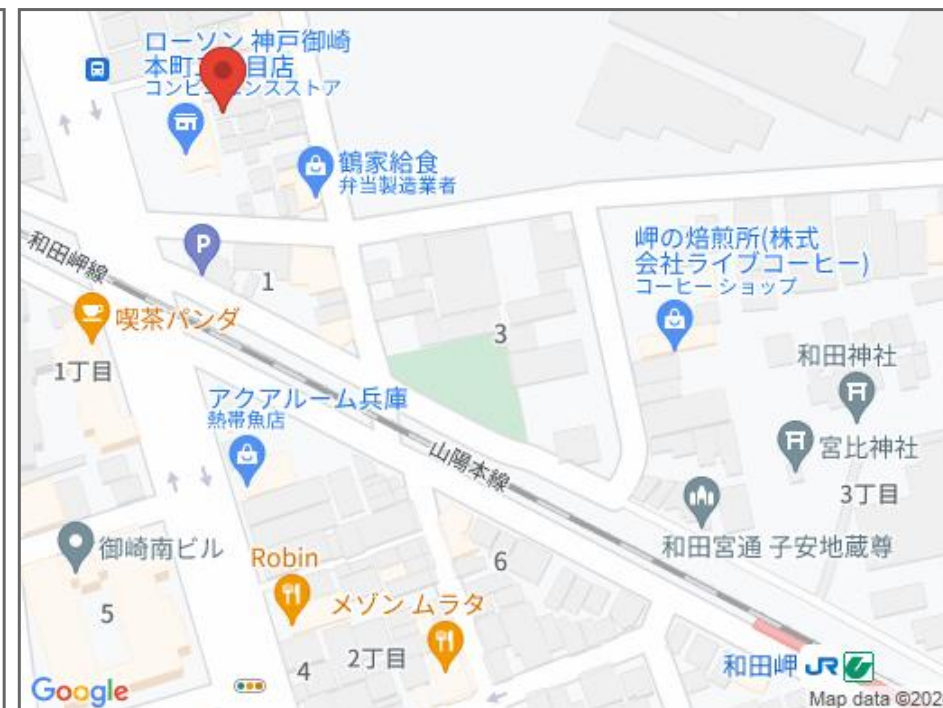 ローソン 神戸御崎
本町 目店
コンビ ンスストア
鶴家給食
弁当製造業者
和田岬線
P
1
岬の焙煎所(株式
会社ライブコーヒー)
コーヒー ショップ
喫茶パンダ
3
1丁目
和田神社
アクアルーム兵庫
熱帯魚店
山陽本線
宮比神社
3丁目
御崎南ビル
和田宮通 子安地蔵尊
Robin
6
メゾン ムラタ
5
2丁目
4
和田岬 JR
Google
Map data ©202